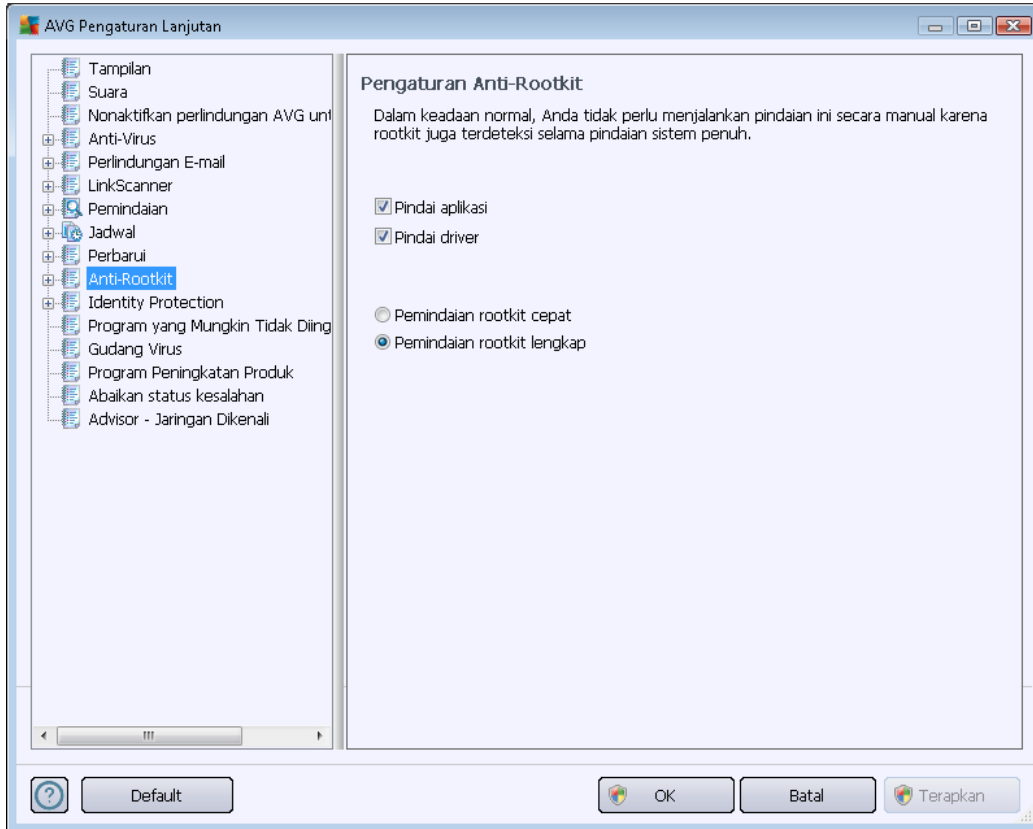 AVG Pengaturan Lanjutan
Tampilan
Suara
Nonaktifkan perlindungan AVG unt
Anti-Virus
Perlindungan E-mail
LinkScanner
Pemindaian
Jadwal
Perbarui
Anti-Rootkit
Identity Protection
Program yang Mungkin Tidak Diing
Gudang Virus
Program Peningkatan Produk
Abaikan status kesalahan
Advisor - Jaringan Dikenali
Pengaturan Anti-Rootkit
Dalam keadaan normal, Anda tidak perlu menjalankan pindaian ini secara manual karena
rootkit juga terdeteksi selama pindaian sistem penuh.
Pindai aplikasi
Pindai driver
Pemindaian rootkit cepat
Pemindaian rootkit lengkap
Default
OK
Batal
Terapkan